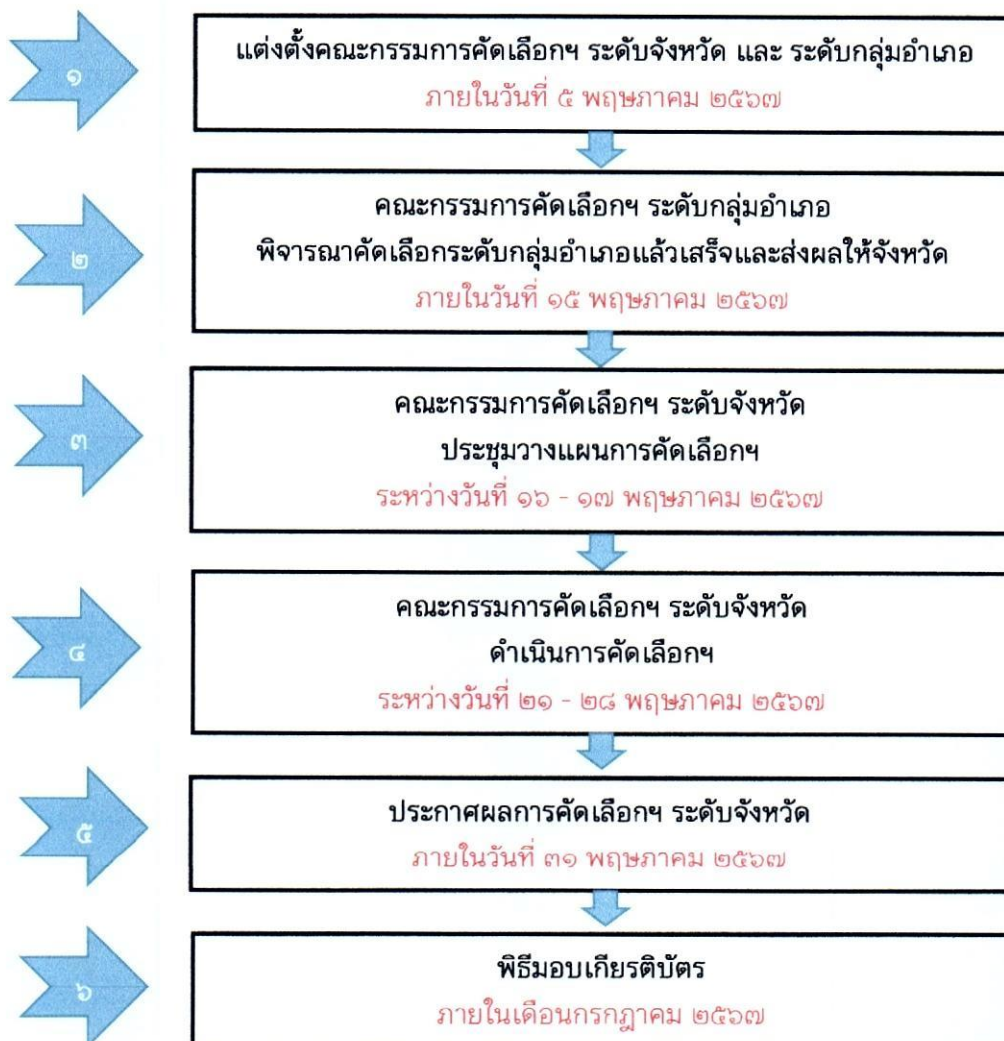 ๑
แต่งตั้งคณะกรรมการคัดเลือกฯ ระดับจังหวัด และ ระดับกลุ่มอำเภอ
ภายในวันที่ ๕ พฤษภาคม ๒๕๖๗
๒
คณะกรรมการคัดเลือกฯ ระดับกลุ่มอำเภอ
พิจารณาคัดเลือกระดับกลุ่มอำเภอแล้วเสร็จและส่งผลให้จังหวัด
ภายในวันที่ ๑๕ พฤษภาคม ๒๕๖๗
๓
คณะกรรมการคัดเลือกฯ ระดับจังหวัด
ประชุมวางแผนการคัดเลือกฯ
ระหว่างวันที่ ๑๖ - ๑๗ พฤษภาคม ๒๕๖๗
๔
คณะกรรมการคัดเลือกฯ ระดับจังหวัด
ดำเนินการคัดเลือกฯ
ระหว่างวันที่ ๒๑ - ๒๘ พฤษภาคม ๒๕๖๗
๕
ประกาศผลการคัดเลือกฯ ระดับจังหวัด
ภายในวันที่ ๓๑ พฤษภาคม ๒๕๖๗
๖
พิธีมอบเกียรติบัตร
ภายในเดือนกรกฎาคม ๒๕๖๗